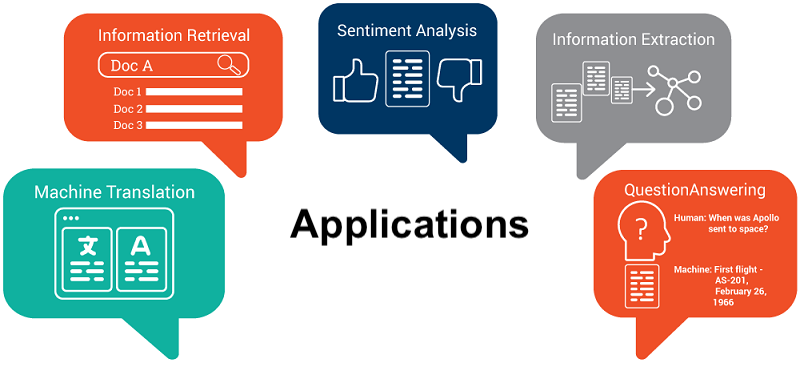 Information Retrieval
Doc A
Doc 1
Doc 2
Doc 3
Sentiment Analysis
Information Extraction
Machine Translation
文
A
Applications
QuestionAnswering
?
Human: When was Apollo
sent to space?
Machine: First flight -
AS-201,
February 26,
1966